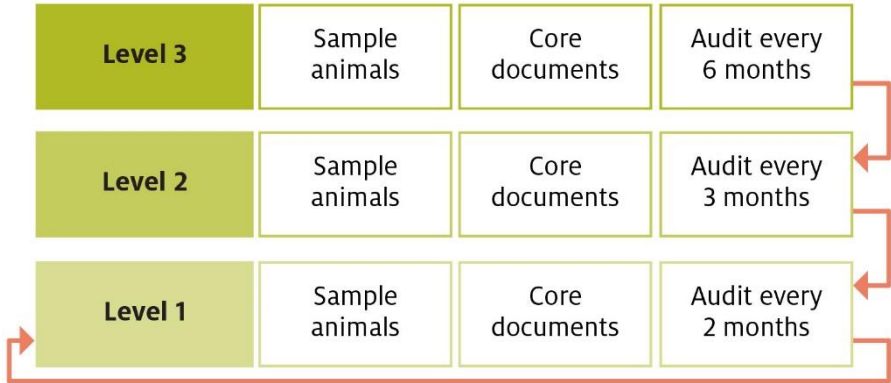 Level 3
Sample
animals
Core
documents
Audit every
6 months
Level 2
Sample
animals
Core
documents
Audit every
3 months
Level 1
Sample
animals
Core
documents
Audit every
2 months